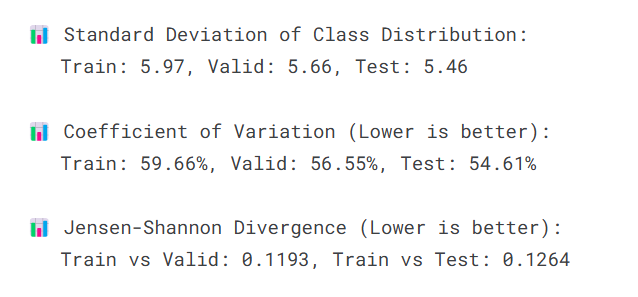 📊 Standard Deviation of Class Distribution:
Train: 5.97, Valid: 5.66, Test: 5.46
📊 Coefficient of Variation (Lower is better):
Train: 59.66%, Valid: 56.55%, Test: 54.61%
📊 Jensen-Shannon Divergence (Lower is better):
Train vs Valid: 0.1193, Train vs Test: 0.1264